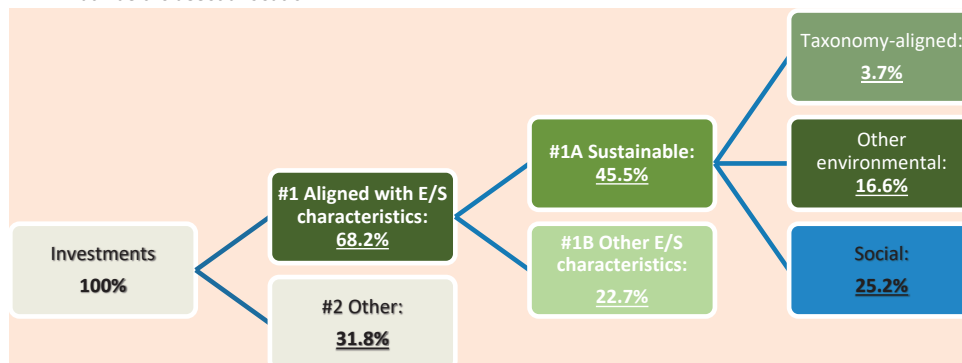 Taxonomy-aligned:
3.7%
#1A Sustainable:
45.5%
Other
environmental:
16.6%
#1 Aligned with E/S
characteristics:
68.2%
Investments
100%
#1B Other E/S
characteristics:
22.7%
Social:
25.2%
#2 Other:
31.8%